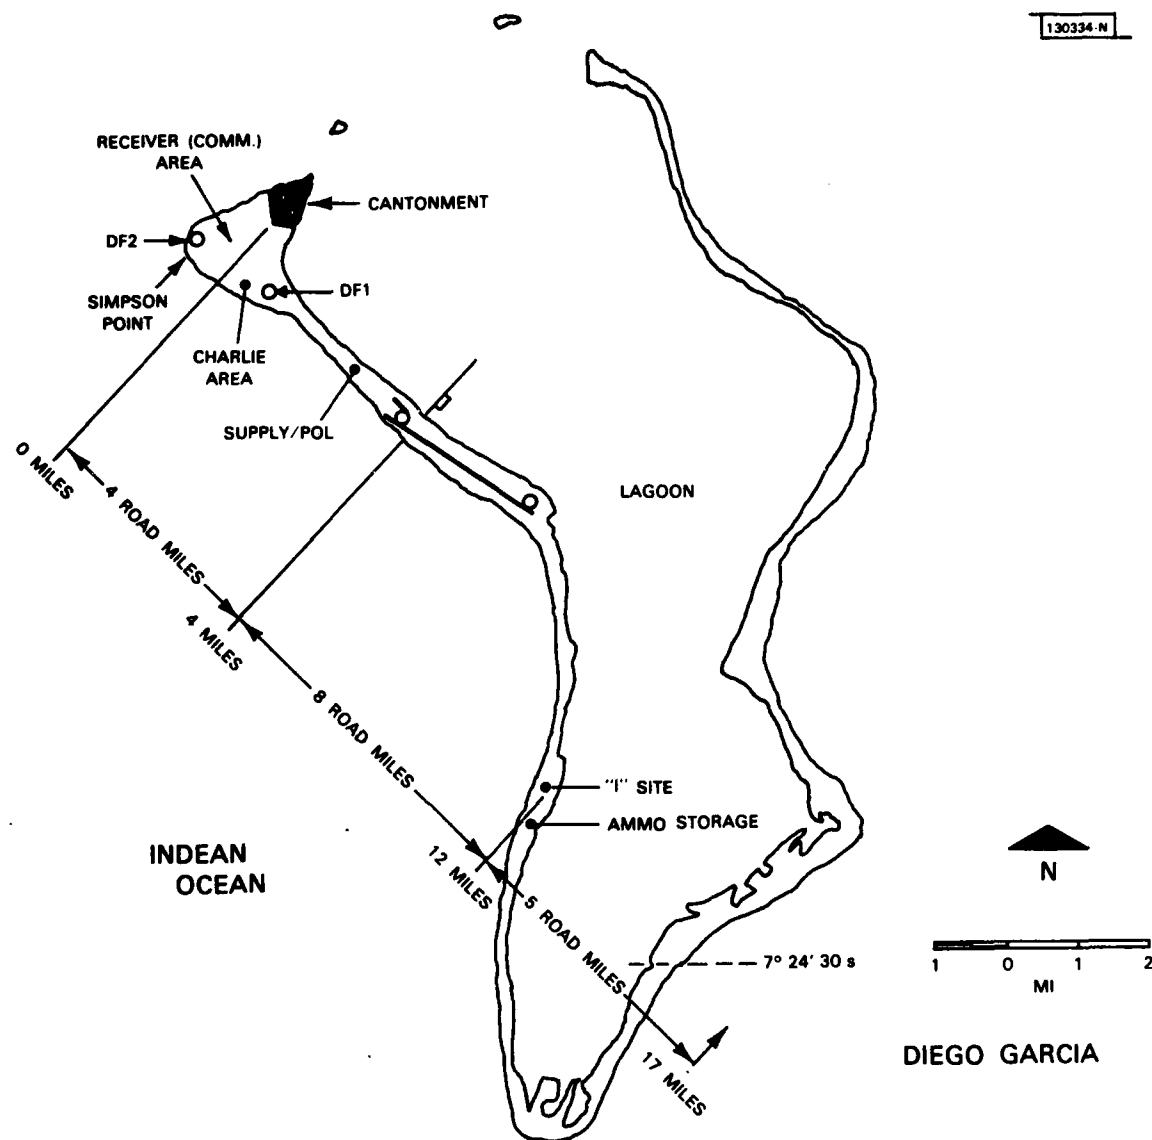 130334-N
RECEIVER (COMM.)
AREA
CANTONMENT
DF2
SIMPSON
POINT
DF1
CHARLIE
AREA
SUPPLY/POL
LAGOON
0 MILES
4 ROAD MILES
4 MILES
8 ROAD MILES
"I" SITE
AMMO STORAGE
12 MILES
5 ROAD MILES
17 MILES
INDEAN
OCEAN
N
7° 24' 30 s
1 0 1 2
MI
DIEGO GARCIA